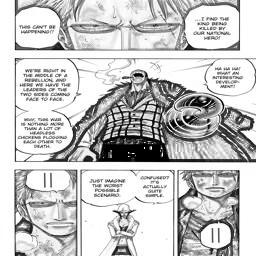 THIS CAN'T BE
HAPPENING!!
...I FIND THE
KING BEING
KILLED BY OUR
NATIONAL
HERO!
WE'RE RIGHT IN
THE MIDDLE OF A
REBELLION, AND
HERE WE HAVE THE
LEADERS OF THE
TWO SIDES COMING
FACE TO FACE.
HA HA HA!
WHAT AN
INTERESTING
DEVELOP-
MENT!
WHY, THIS WAR IS
NOTHING MORE
THAN A LOT OF
HEADLESS
CHICKENS FLOGGING
EACH OTHER TO
DEATH.
JUST IMAGINE
THE WORST
POSSIBLE
SCENARIO.
CONFUSED?
IT'S
ACTUALLY
QUITE
SIMPLE.
!!